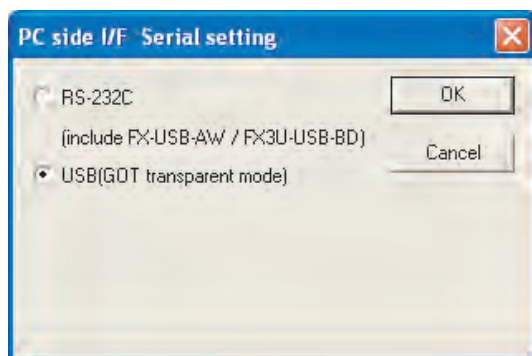 PC side I/F Serial setting
RS-232C
OK
(include FX-USB-AW / FX3U-USB-BD)
Cancel
USB(GOT transparent mode)